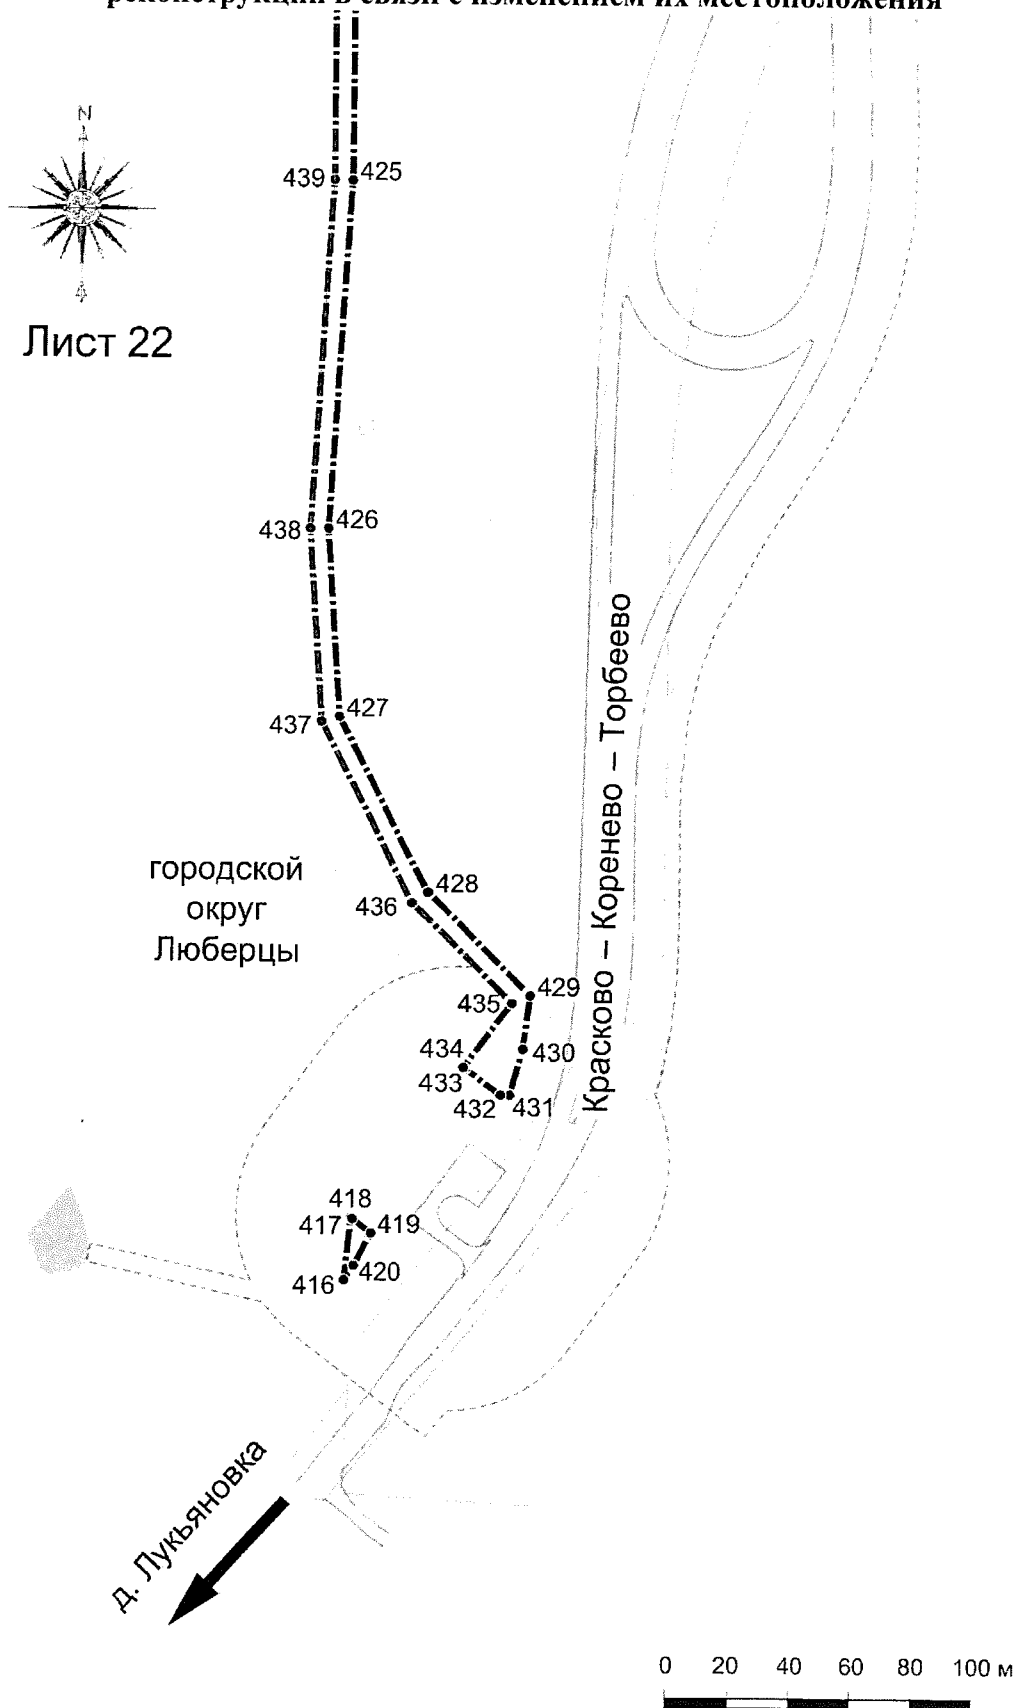 реконструкции в связи с изменением их местоположения
N
439 425
Лист 22
438 426
437 427
городской
округ
Люберцы
428
436
429
435
434 430
433
432 431
Красково – Коренево – Торбеево
418
417 419
416 420
д. Лукьяновка
0 20 40 60 80 100 м